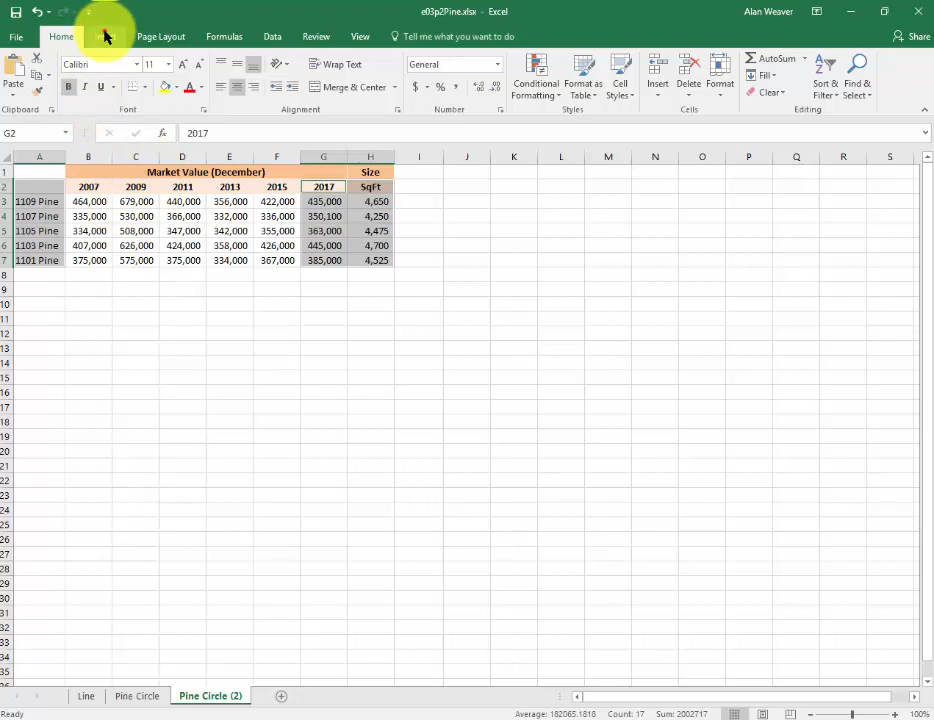 e03p2Pine.xlsx - Excel
Alan Weaver
File Home Insert Page Layout Formulas Data Review View Tell me what you want to do Share
Calibri 11 Wrap Text General AutoSum
Fill
Paste B I U Merge & Center $ % , Conditional Formatting Format as Table Cell Styles Insert Delete Format Clear Sort & Filter Find & Select
Clipboard Font Alignment Number Styles Cells Editing
G2 fx 2017
A B C D E F G H I J K L M N O P Q R S
1 Market Value (December) Size
2 2007 2009 2011 2013 2015 2017 SqFt
3 1109 Pine 464,000 679,000 440,000 356,000 422,000 435,000 4,650
4 1107 Pine 335,000 530,000 366,000 332,000 336,000 350,100 4,250
5 1105 Pine 334,000 508,000 347,000 342,000 355,000 363,000 4,475
6 1103 Pine 407,000 626,000 424,000 358,000 426,000 445,000 4,700
7 1101 Pine 375,000 575,000 375,000 334,000 367,000 385,000 4,525
8
9
10
11
12
13
14
15
16
17
18
19
20
21
22
23
24
25
26
27
28
29
30
31
32
33
34
35
Line Pine Circle Pine Circle (2)
Ready Average: 182065.1818 Count: 17 Sum: 2002717 100%